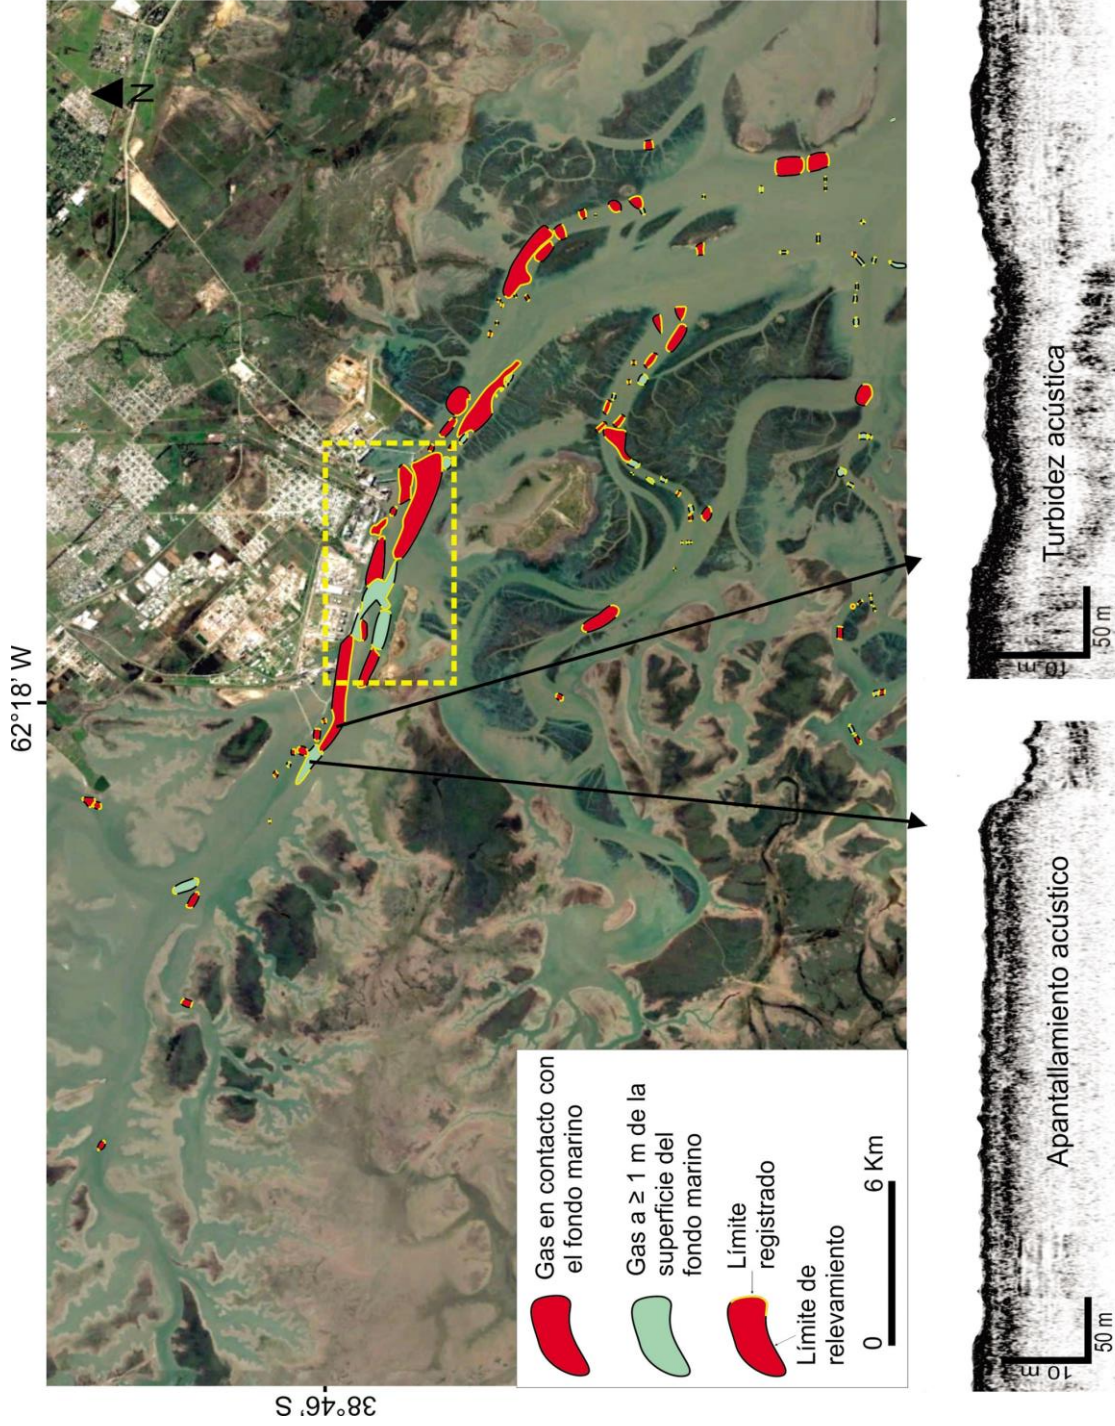 62°18' W
38°46' S
N
Gas en contacto con
el fondo marino
Gas a ≥ 1 m de la
superficie del
fondo marino
Límite
registrado
Límite de
relevamiento
0
6 Km
Apantallamiento acústico
10 m
50 m
Turbidez acústica
10 m
50 m